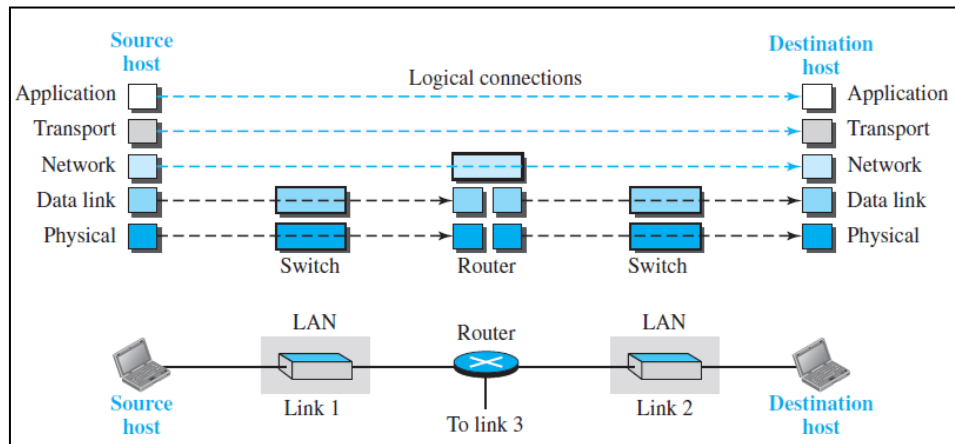 Source
host
Destination
host
Logical connections
Application
Application
Transport
Transport
Network
Network
Data link
Data link
Physical
Physical
Switch
Router
Switch
LAN
Router
LAN
Source
host
Link 1
To link 3
Link 2
Destination
host